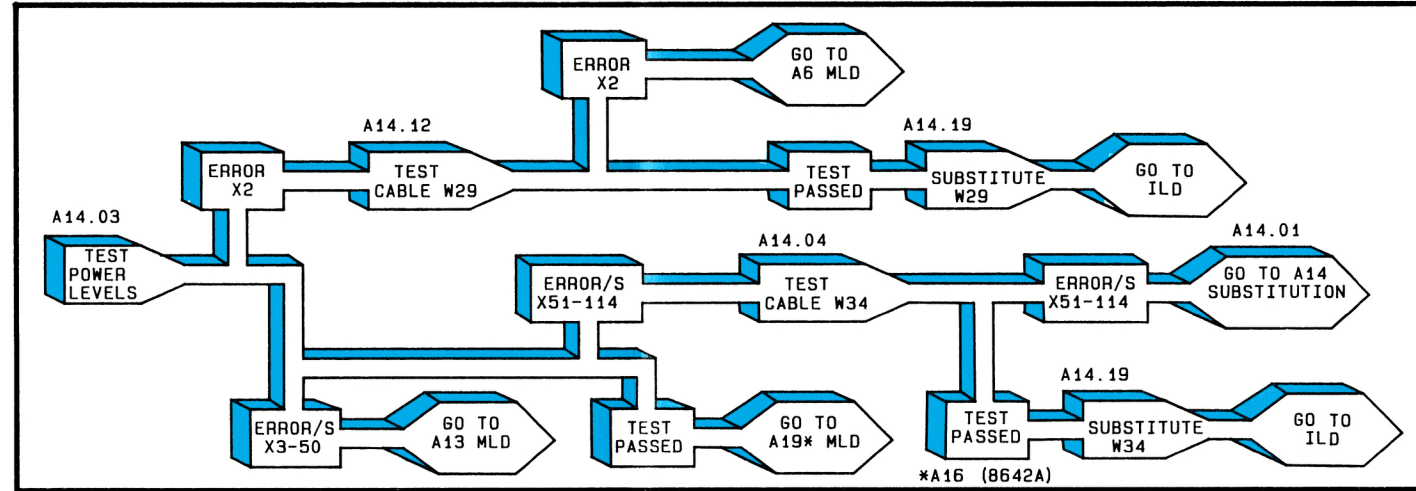 ERROR
X2
GO TO
A6 MLD
A14.12
A14.19
ERROR
X2
TEST
CABLE W29
TEST
PASSED
SUBSTITUTE
W29
GO TO
ILD
A14.03
TEST
POWER
LEVELS
A14.04
A14.01
ERROR/S
X51-114
TEST
CABLE W34
ERROR/S
X51-114
GO TO A14
SUBSTITUTION
A14.19
ERROR/S
X3-50
GO TO
A13 MLD
TEST
PASSED
GO TO
A19* MLD
TEST
PASSED
SUBSTITUTE
W34
GO TO
ILD
*A16 (8642A)